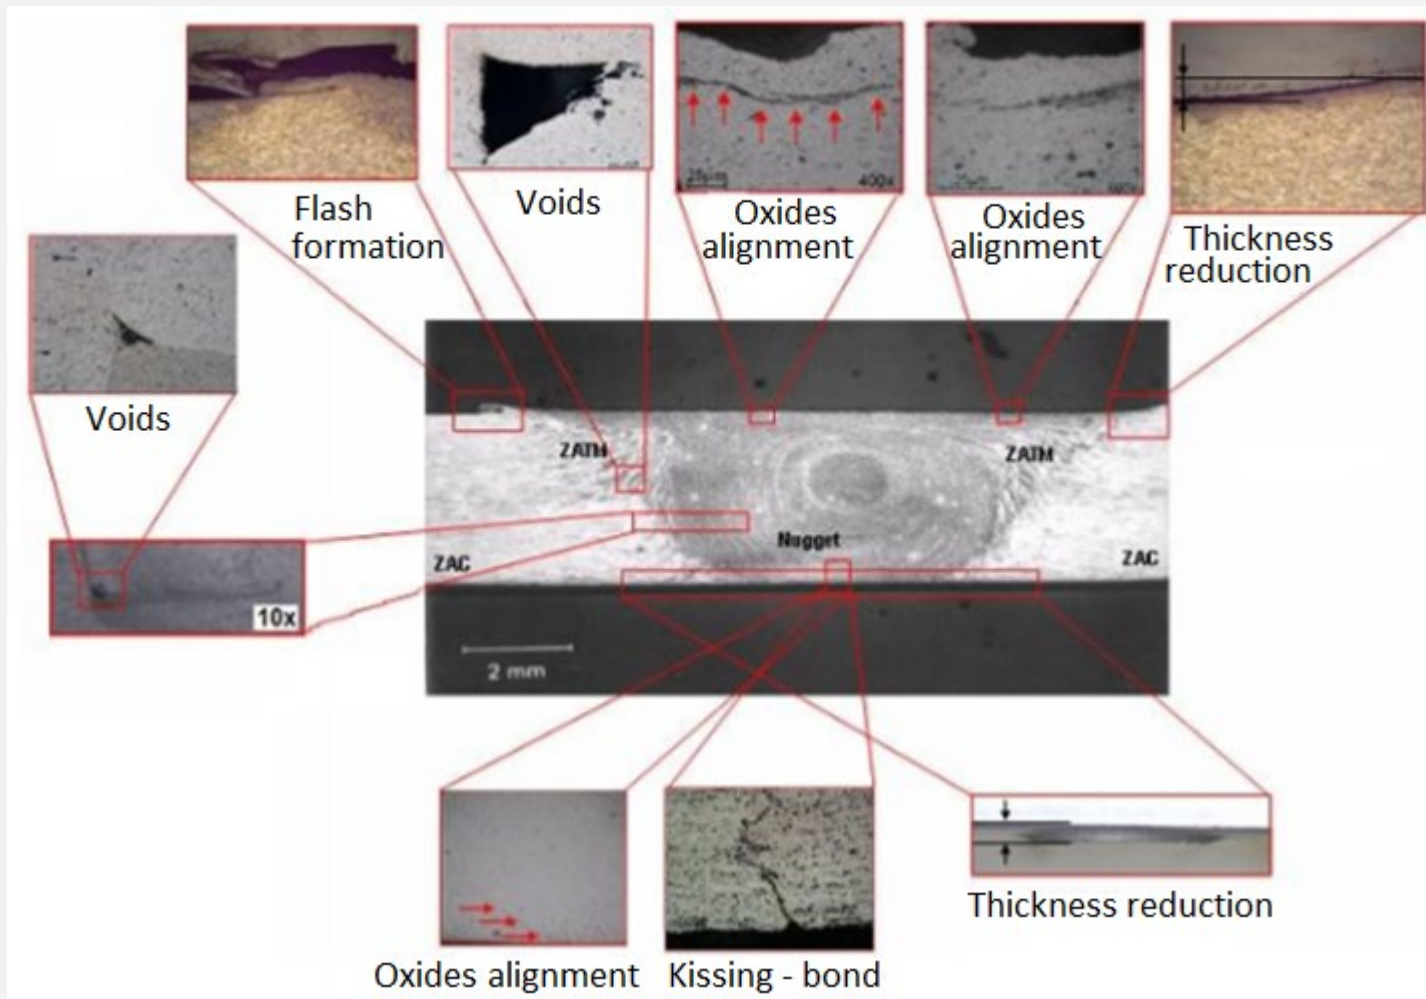 Flash
formation
Voids
25µm
400x
Oxides
alignment
Oxides
alignment
Thickness
reduction
Voids
ZATM
ZATM
Nugget
ZAC
ZAC
10x
2 mm
Oxides alignment
Kissing - bond
Thickness reduction